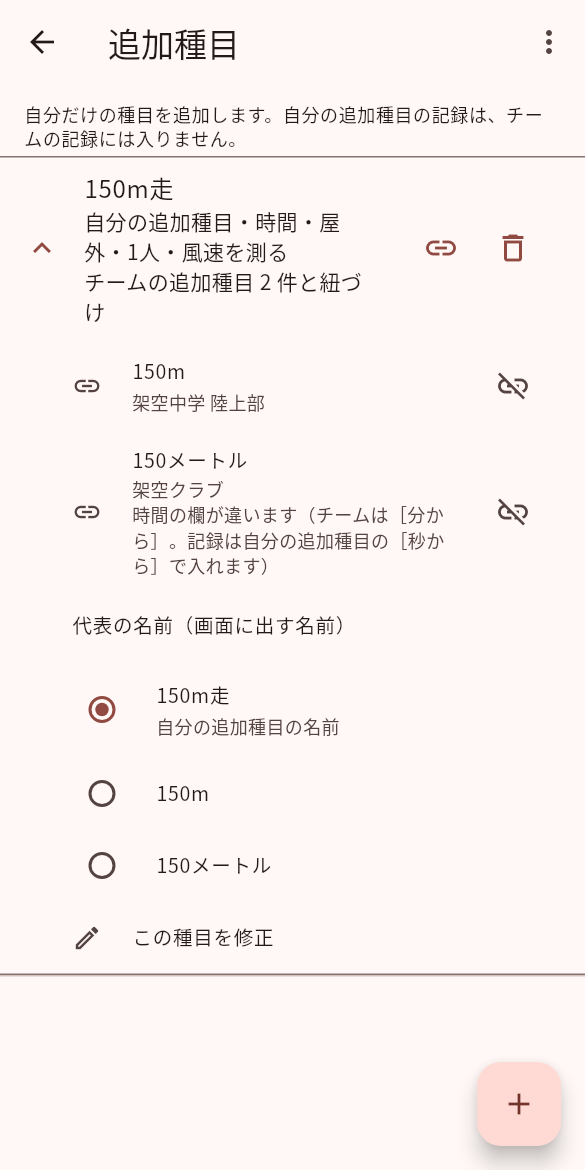 追加種目
自分だけの種目を追加します。自分の追加種目の記録は、チー
ムの記録には入りません。
150m走
自分の追加種目・時間・屋
外・1人・風速を測る
チームの追加種目 2 件と紐づ
け
150m
架空中学 陸上部
150メートル
架空クラブ
時間の欄が違います（チームは［分か
ら］。記録は自分の追加種目の［秒か
ら］で入れます）
代表の名前（画面に出す名前）
150m走
自分の追加種目の名前
150m
150メートル
この種目を修正